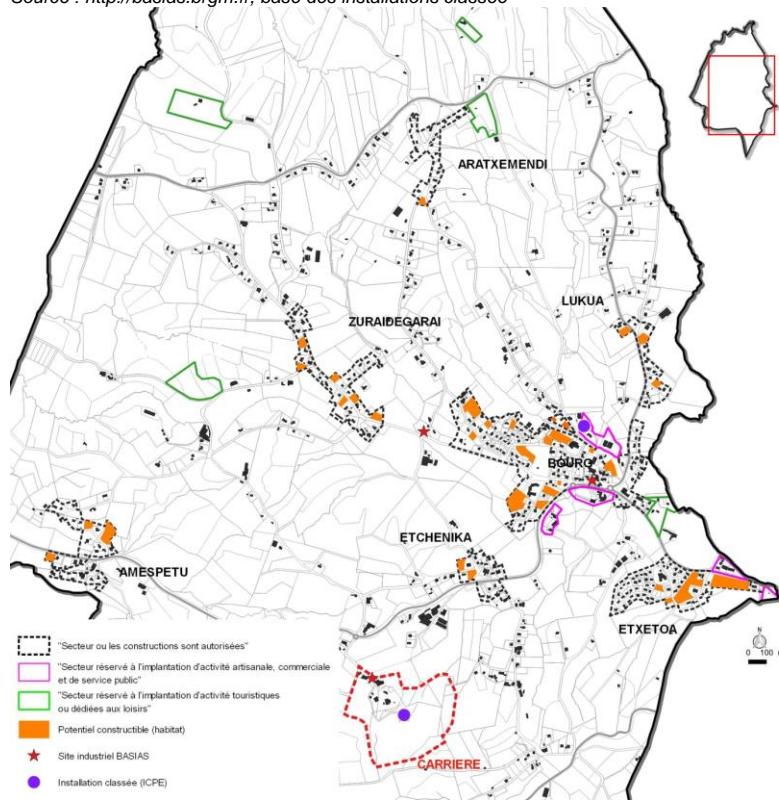 Source : http://basias.brgm.fr, base des installations classée
ARATXEMENDI
LUKUA
ZURAIDEGARAI
BOURG
ETCHENIKA
AMESPETU
ETXETOA
N
0 100
"Secteur ou les constructions sont autorisées"
"Secteur réservé à l'implantation d'activité artisanale, commerciale
et de service public"
"Secteur réservé à l'implantation d'activité touristiques
ou dédiées aux loisirs"
Potentiel constructible (habitat)
Site industriel BASIAS
Installation classée (ICPE)
CARRIERE